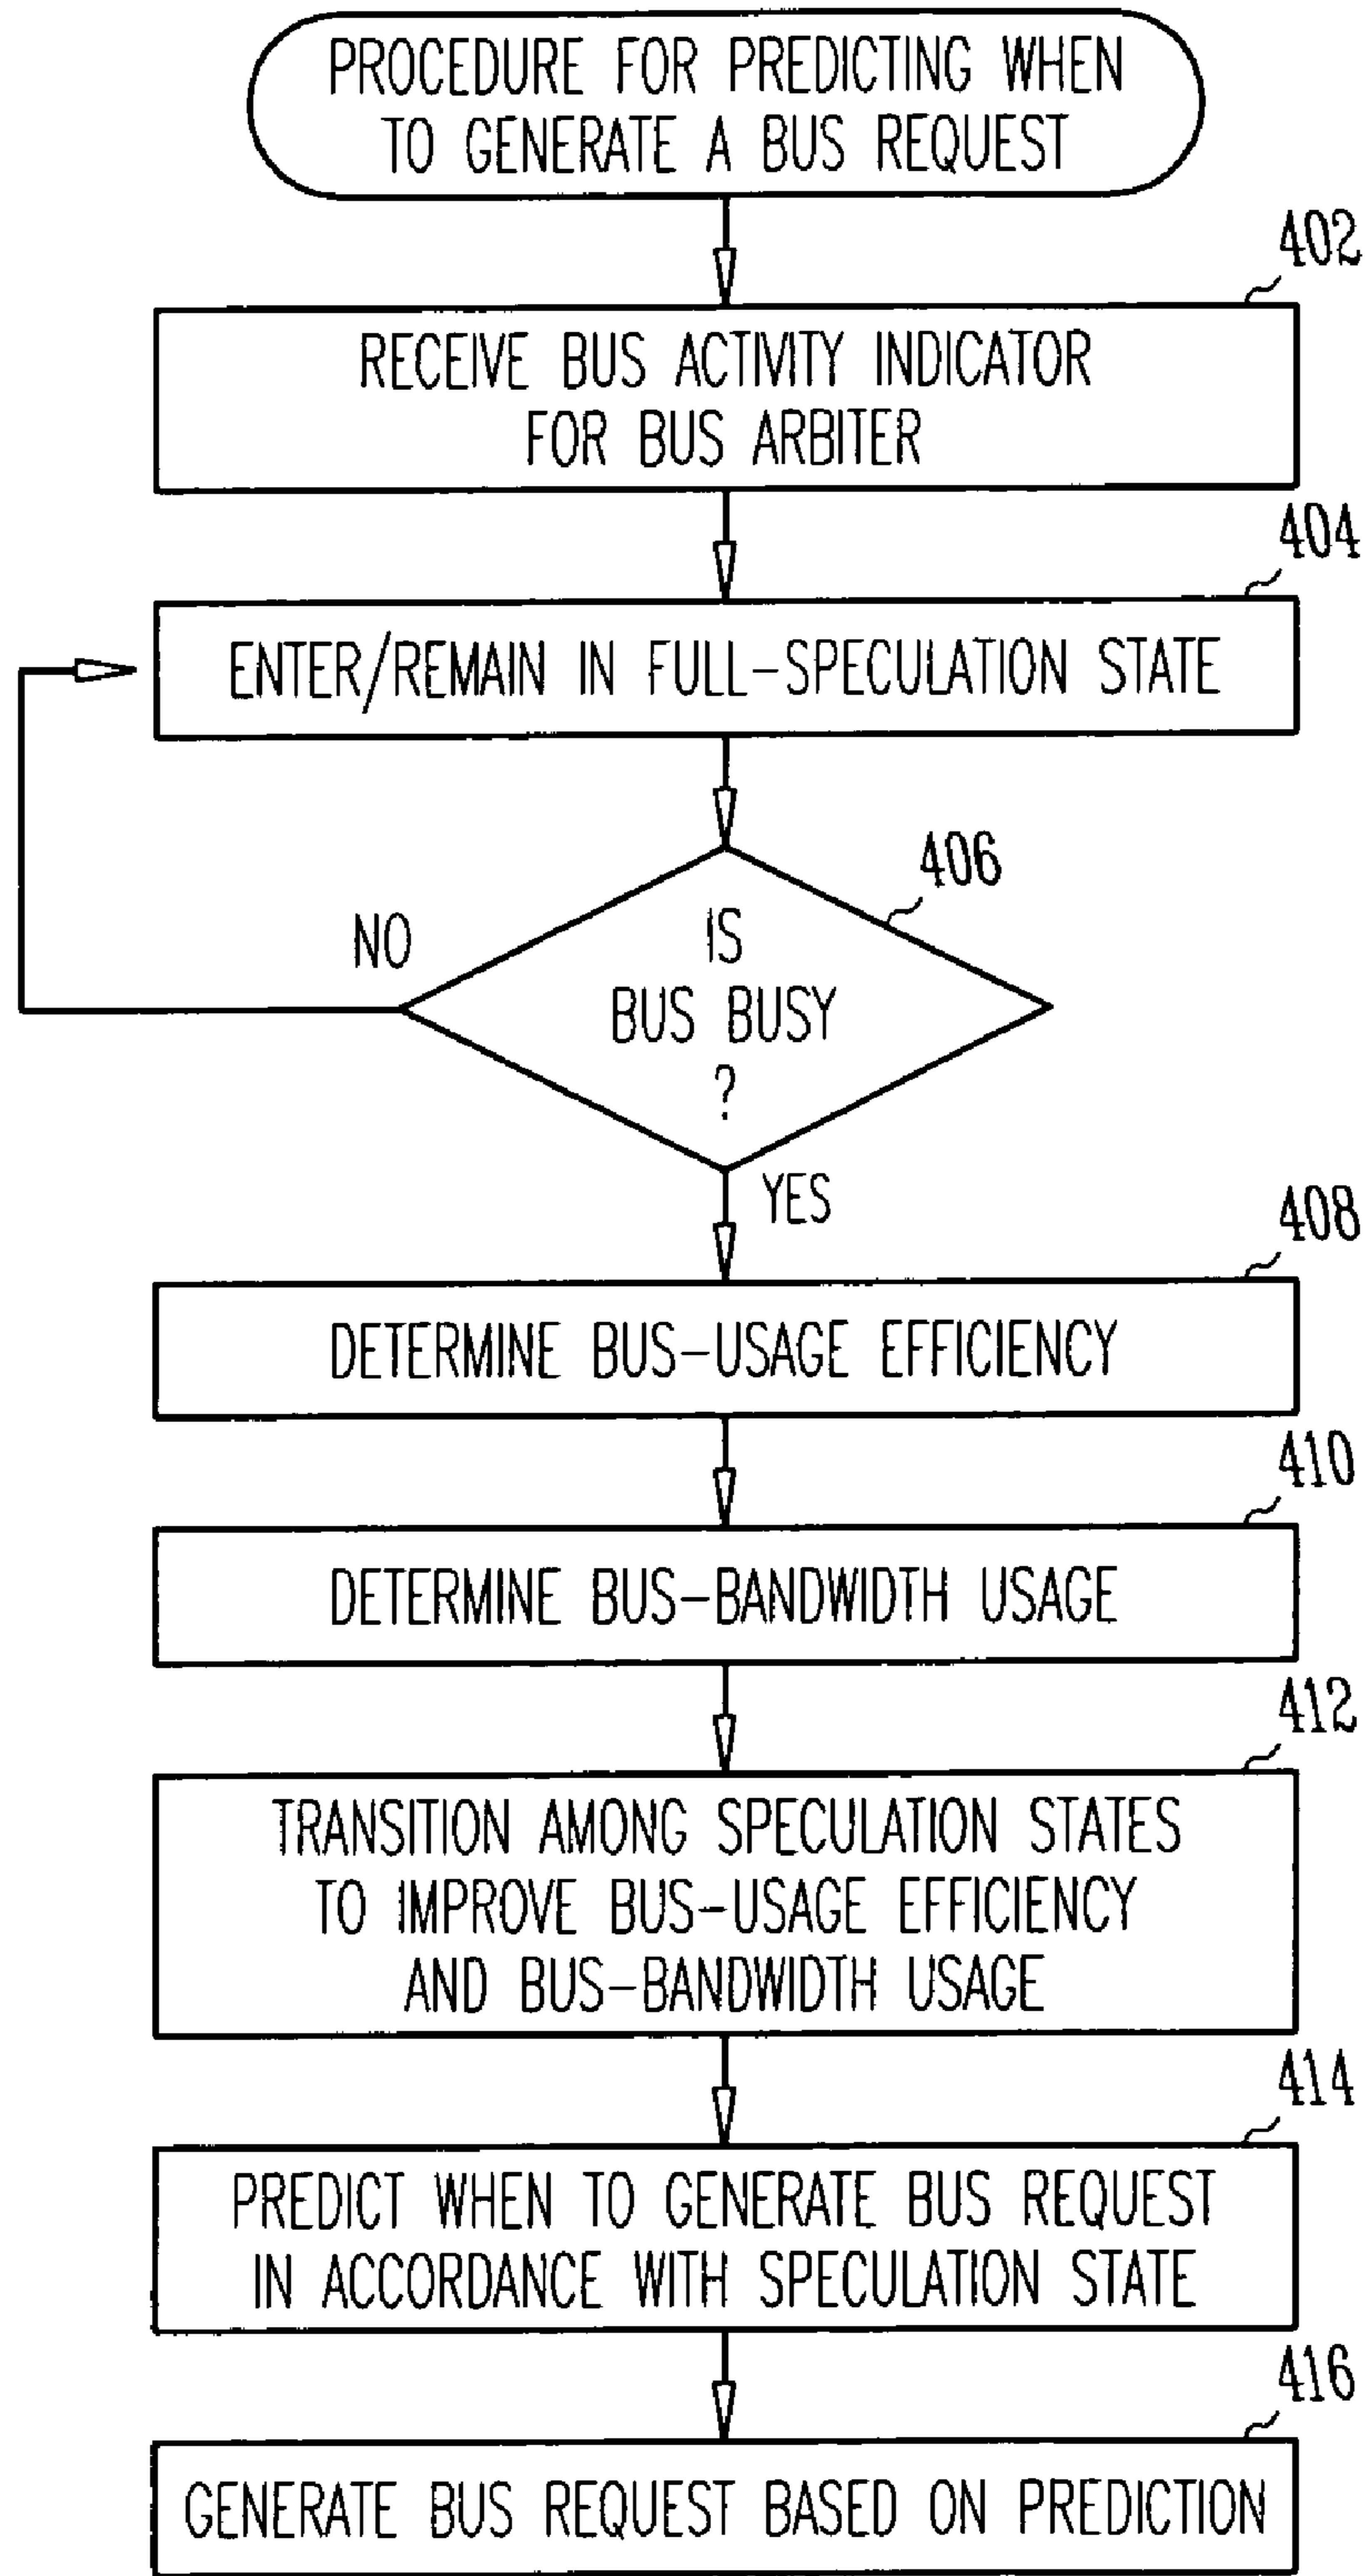 PROCEDURE FOR PREDICTING WHEN
TO GENERATE A BUS REQUEST
402
RECEIVE BUS ACTIVITY INDICATOR
FOR BUS ARBITER
404
ENTER/REMAIN IN FULL-SPECULATION STATE
406
NO
IS
BUS BUSY
?
YES
408
DETERMINE BUS-USAGE EFFICIENCY
410
DETERMINE BUS-BANDWIDTH USAGE
412
TRANSITION AMONG SPECULATION STATES
TO IMPROVE BUS-USAGE EFFICIENCY
AND BUS-BANDWIDTH USAGE
414
PREDICT WHEN TO GENERATE BUS REQUEST
IN ACCORDANCE WITH SPECULATION STATE
416
GENERATE BUS REQUEST BASED ON PREDICTION